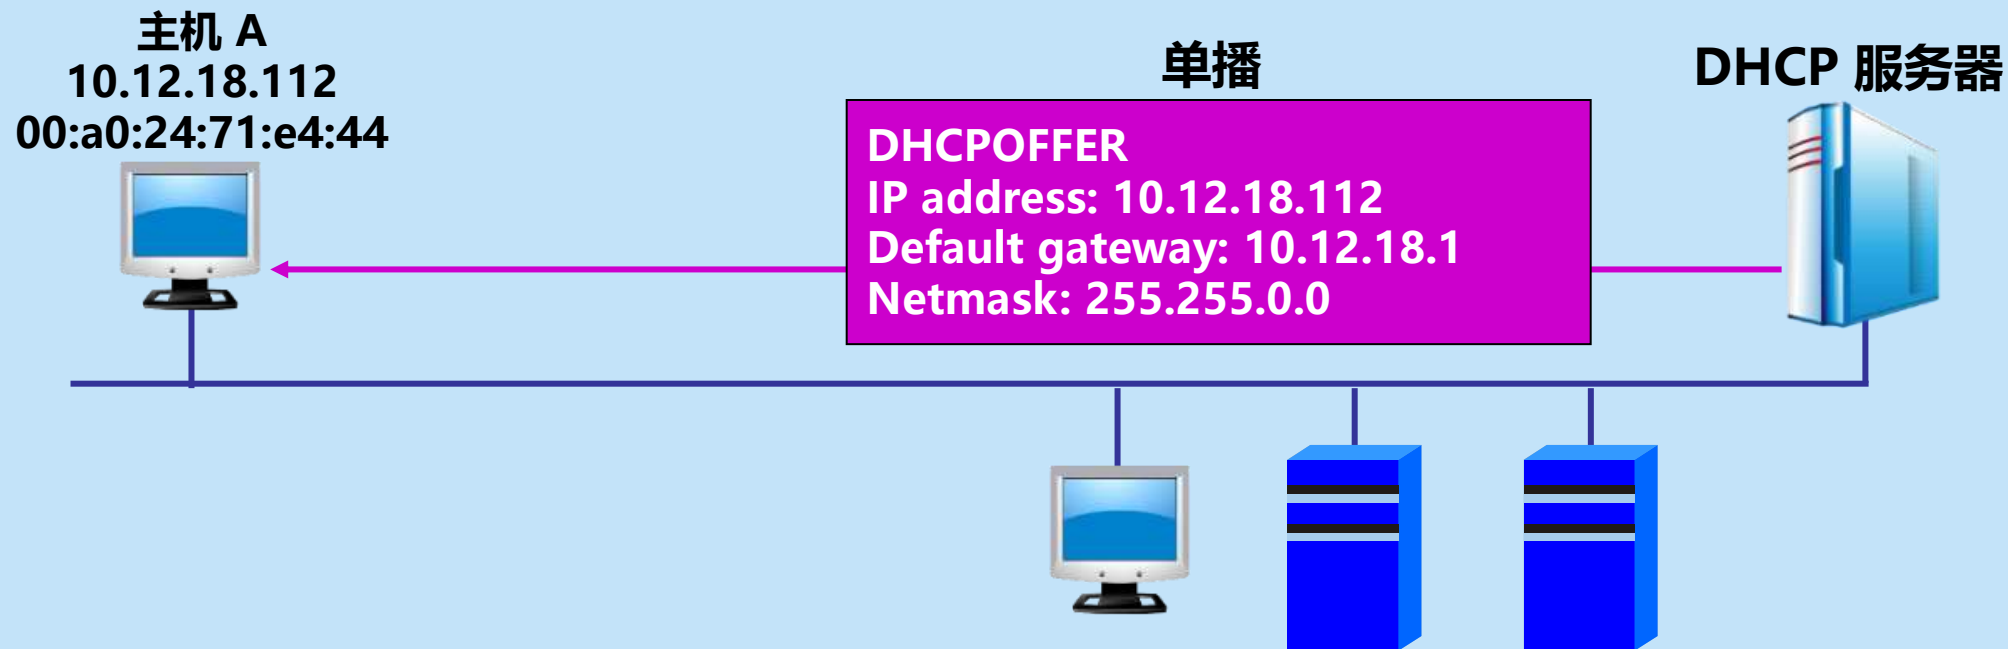 主机 A
10.12.18.112
00:a0:24:71:e4:44
单播
DHCP 服务器
DHCPOFFER
IP address: 10.12.18.112
Default gateway: 10.12.18.1
Netmask: 255.255.0.0